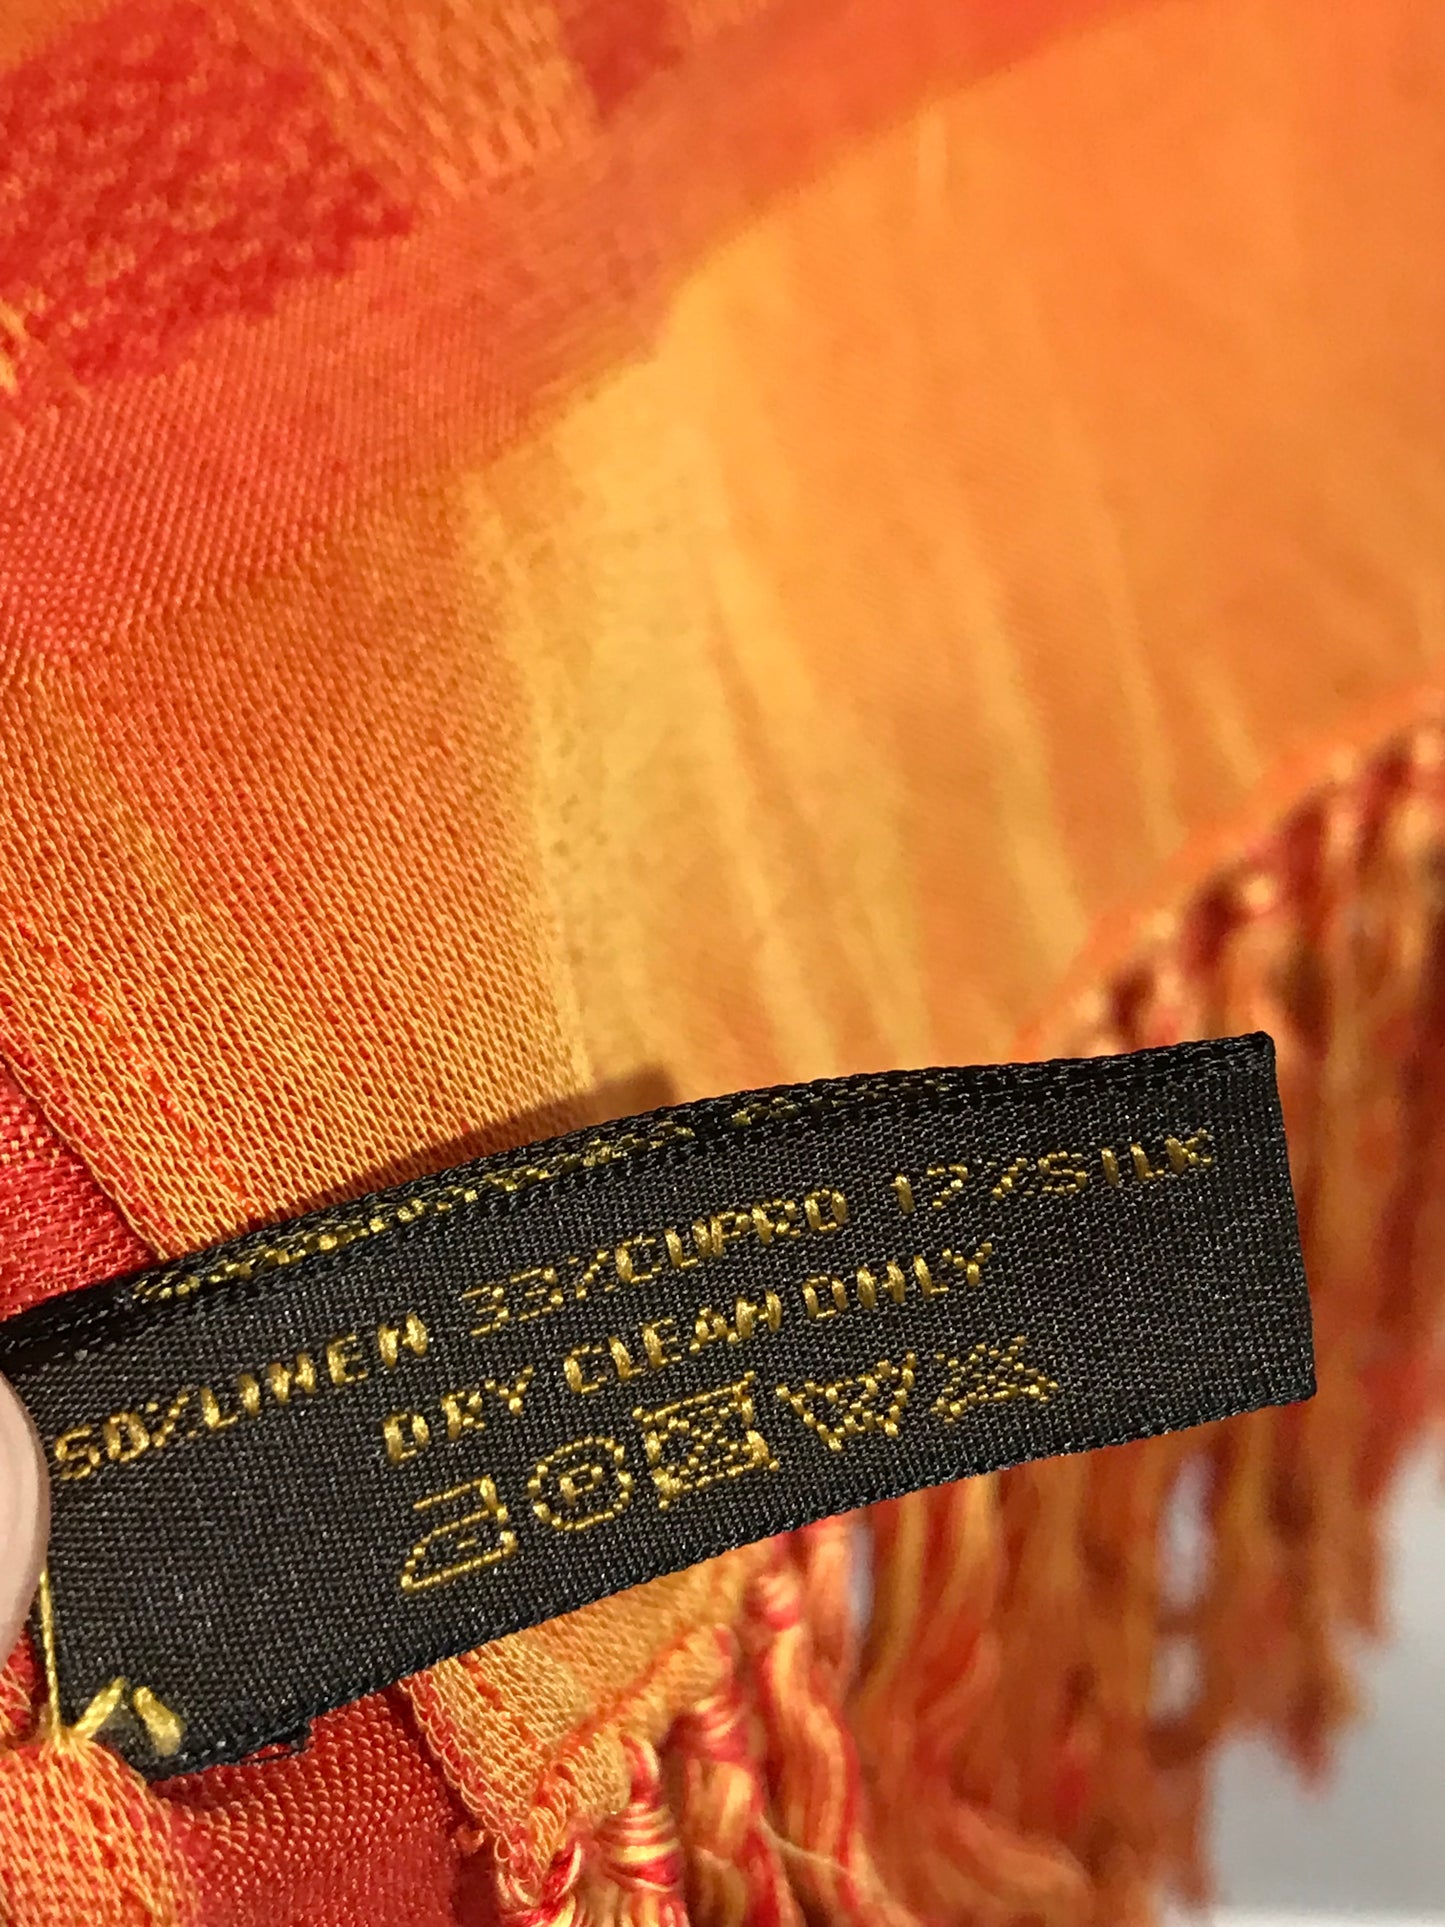 50%LINEN 33%CUPRO 17%SILK
DRY CLEAN ONLY
P